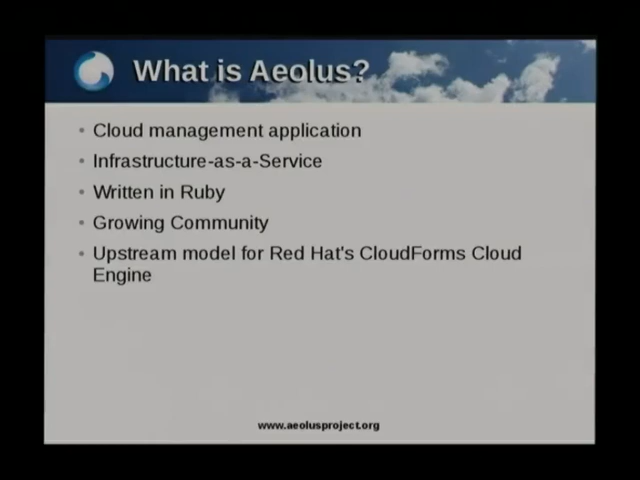 What is Aeolus?
Cloud management application
Infrastructure-as-a-Service
Written in Ruby
Growing Community
Upstream model for Red Hat's CloudForms Cloud
Engine
www.aeolusproject.org